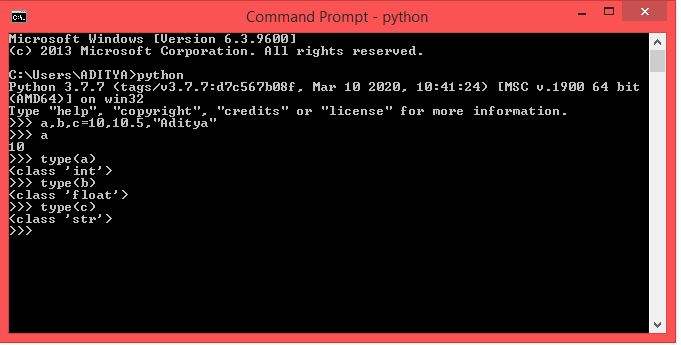 Command Prompt - python
Microsoft Windows [Version 6.3.9600]
(c) 2013 Microsoft Corporation. All rights reserved.
C:\Users\ADITYA>python
Python 3.7.7 (tags/v3.7.7:d7c567b08f, Mar 10 2020, 10:41:24) [MSC v.1900 64 bit
(AMD64)] on win32
Type "help", "copyright", "credits" or "license" for more information.
>>> a,b,c=10,10.5,"Aditya"
>>> a
10
>>> type(a)
<class 'int'>
>>> type(b)
<class 'float'>
>>> type(c)
<class 'str'>
>>>